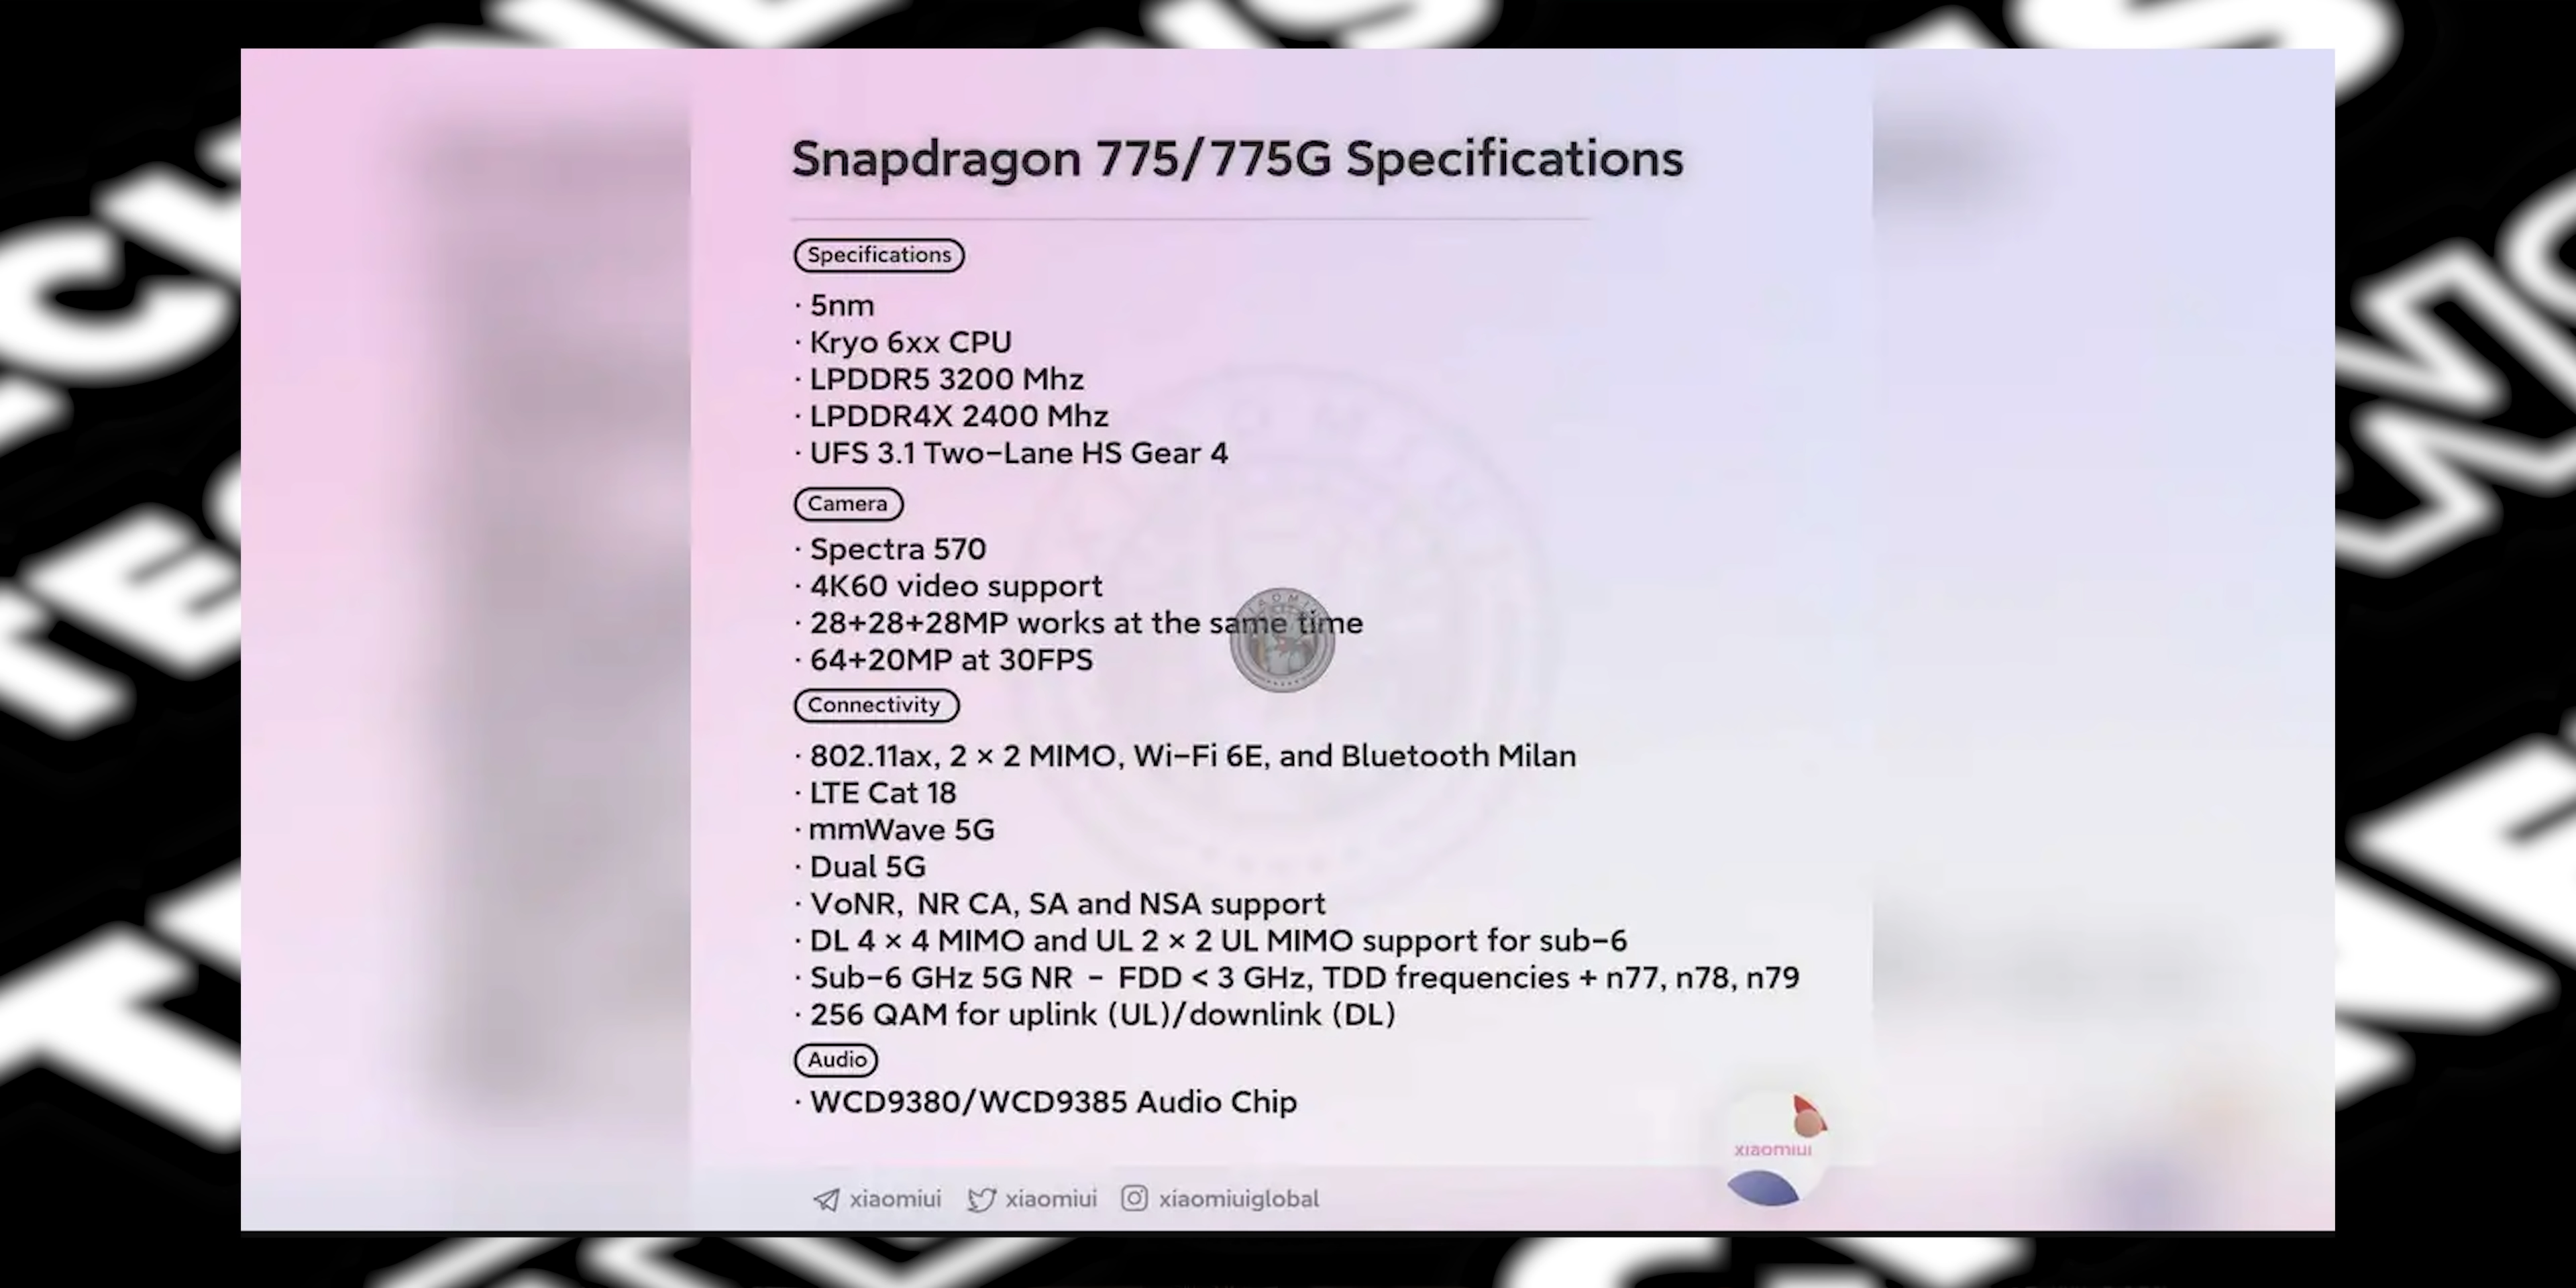 Snapdragon 775/775G Specifications
Specifications
· 5nm
· Kryo 6xx CPU
· LPDDR5 3200 Mhz
· LPDDR4X 2400 Mhz
· UFS 3.1 Two-Lane HS Gear 4
Camera
· Spectra 570
· 4K60 video support
· 28+28+28MP works at the same time
· 64+20MP at 30FPS
Connectivity
· 802.11ax, 2 × 2 MIMO, Wi-Fi 6E, and Bluetooth Milan
· LTE Cat 18
· mmWave 5G
· Dual 5G
· VoNR, NR CA, SA and NSA support
· DL 4 × 4 MIMO and UL 2 × 2 UL MIMO support for sub-6
· Sub-6 GHz 5G NR - FDD < 3 GHz, TDD frequencies + n77, n78, n79
· 256 QAM for uplink (UL)/downlink (DL)
Audio
· WCD9380/WCD9385 Audio Chip
xiaomiui
xiaomiui xiaomiui xiaomiuiglobal